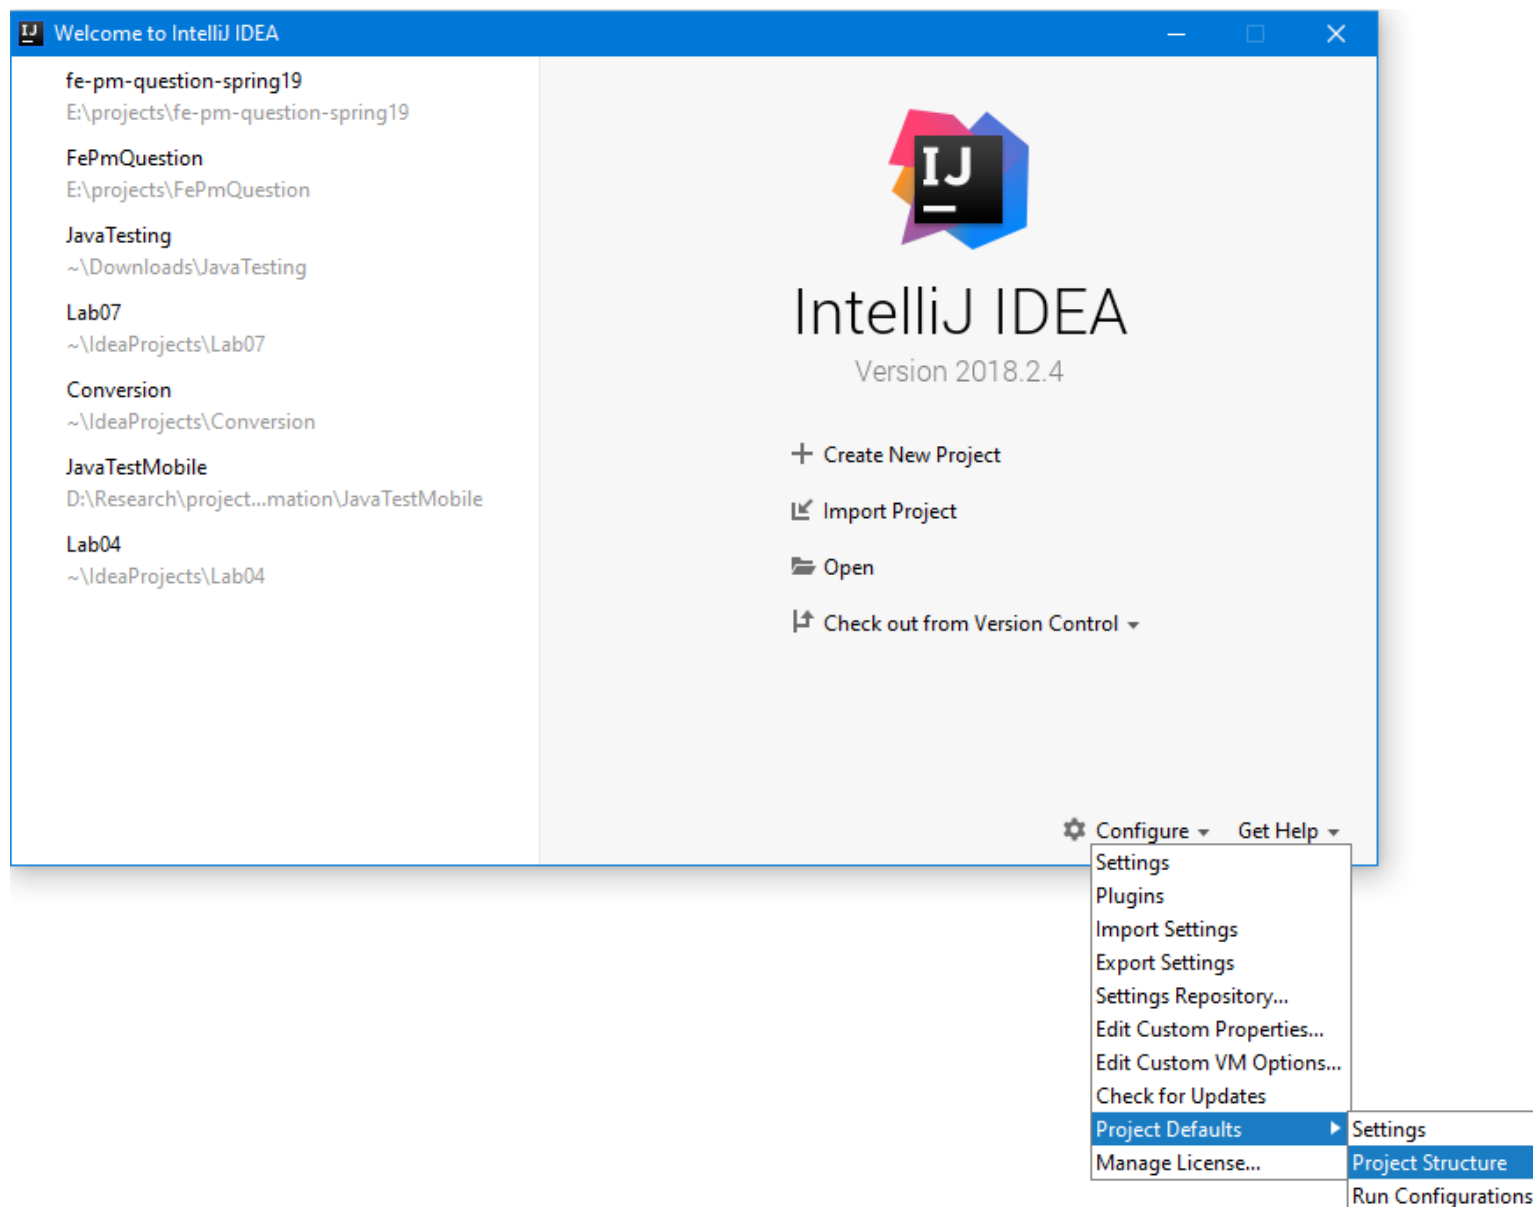 Welcome to IntelliJ IDEA
fe-pm-question-spring19
E:\projects\fe-pm-question-spring19
FePmQuestion
E:\projects\FePmQuestion
JavaTesting
~\Downloads\JavaTesting
Lab07
~\IdeaProjects\Lab07
Conversion
~\IdeaProjects\Conversion
JavaTestMobile
D:\Research\project...mation\JavaTestMobile
Lab04
~\IdeaProjects\Lab04
IJ
IntelliJ IDEA
Version 2018.2.4
Create New Project
Import Project
Open
Check out from Version Control
Configure
Get Help
Settings
Plugins
Import Settings
Export Settings
Settings Repository...
Edit Custom Properties...
Edit Custom VM Options...
Check for Updates
Project Defaults
Manage License...
Settings
Project Structure
Run Configurations